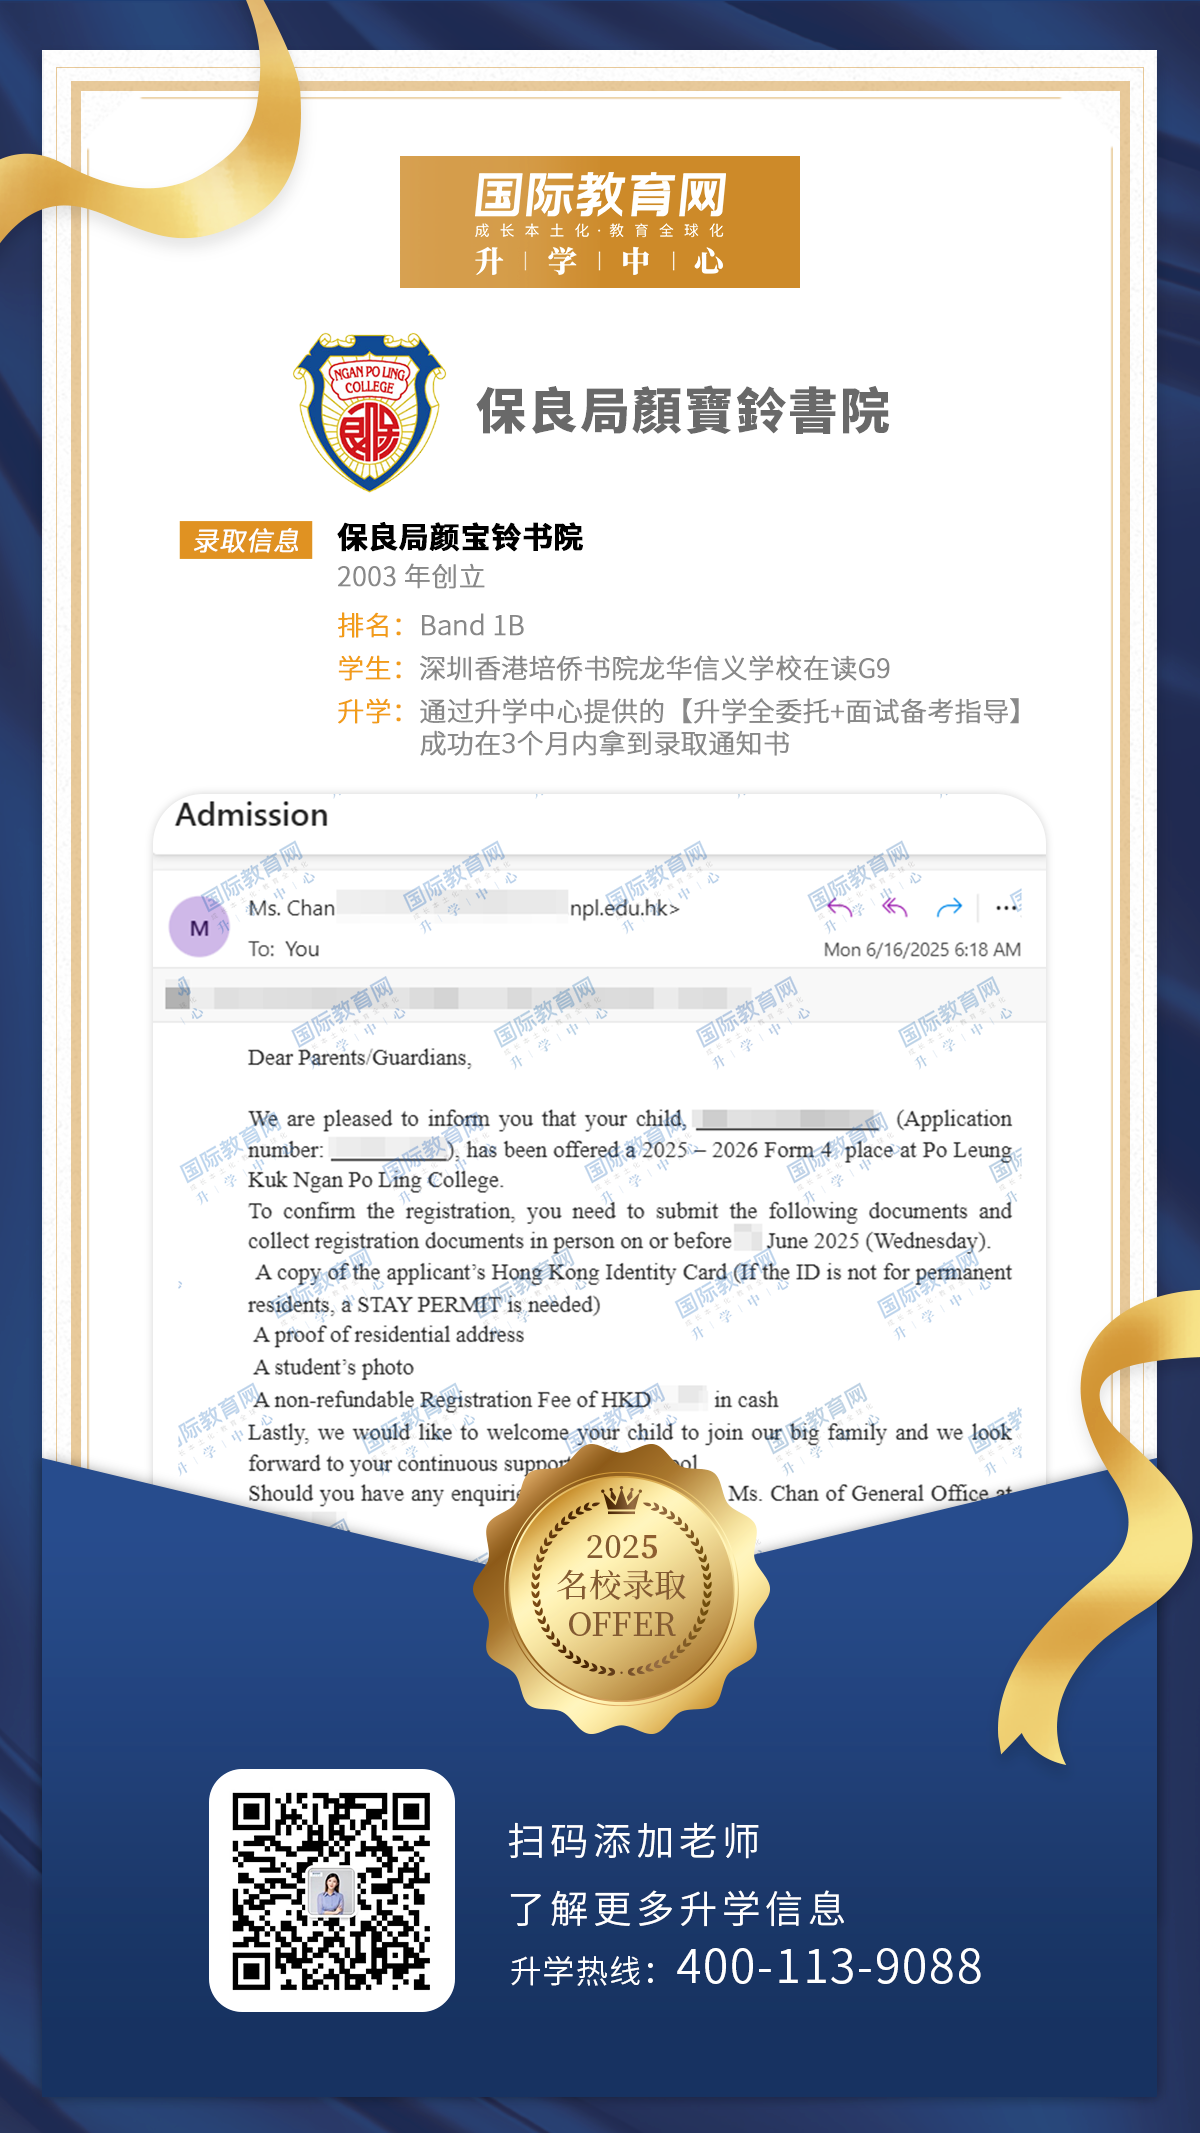 国际教育网
成长本土化·教育全球化
升｜学｜中｜心
NGAN PO LING
COLLEGE
保良局顏寶鈴書院
录取信息
保良局颜宝铃书院
2003 年创立
排名：Band 1B
学生：深圳香港培侨书院龙华信义学校在读G9
升学：通过升学中心提供的【升学全委托+面试备考指导】
成功在3个月内拿到录取通知书
Admission
M
Ms. Chan npl.edu.hk>
To: You
Mon 6/16/2025 6:18 AM
Dear Parents/Guardians,
We are pleased to inform you that your child, (Application
number: ), has been offered a 2025 – 2026 Form 4 place at Po Leung
Kuk Ngan Po Ling College.
To confirm the registration, you need to submit the following documents and
collect registration documents in person on or before June 2025 (Wednesday).
A copy of the applicant's Hong Kong Identity Card (If the ID is not for permanent
residents, a STAY PERMIT is needed)
A proof of residential address
A student's photo
A non-refundable Registration Fee of HKD in cash
Lastly, we would like to welcome your child to join our big family and we look
forward to your continuous support
Should you have any Ms. Chan of General Office at
2025
名校录取
OFFER
扫码添加老师
了解更多升学信息
升学热线：400-113-9088